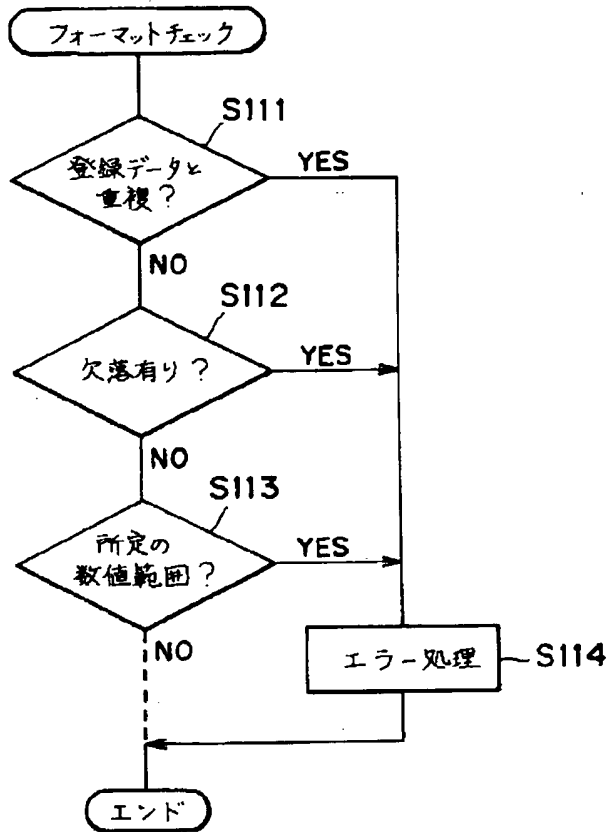 フォーマットチェック
S111
登録データと
重複?
YES
NO
S112
欠落有り?
YES
NO
S113
所定の
数値範囲?
YES
NO
エラー処理
S114
エンド